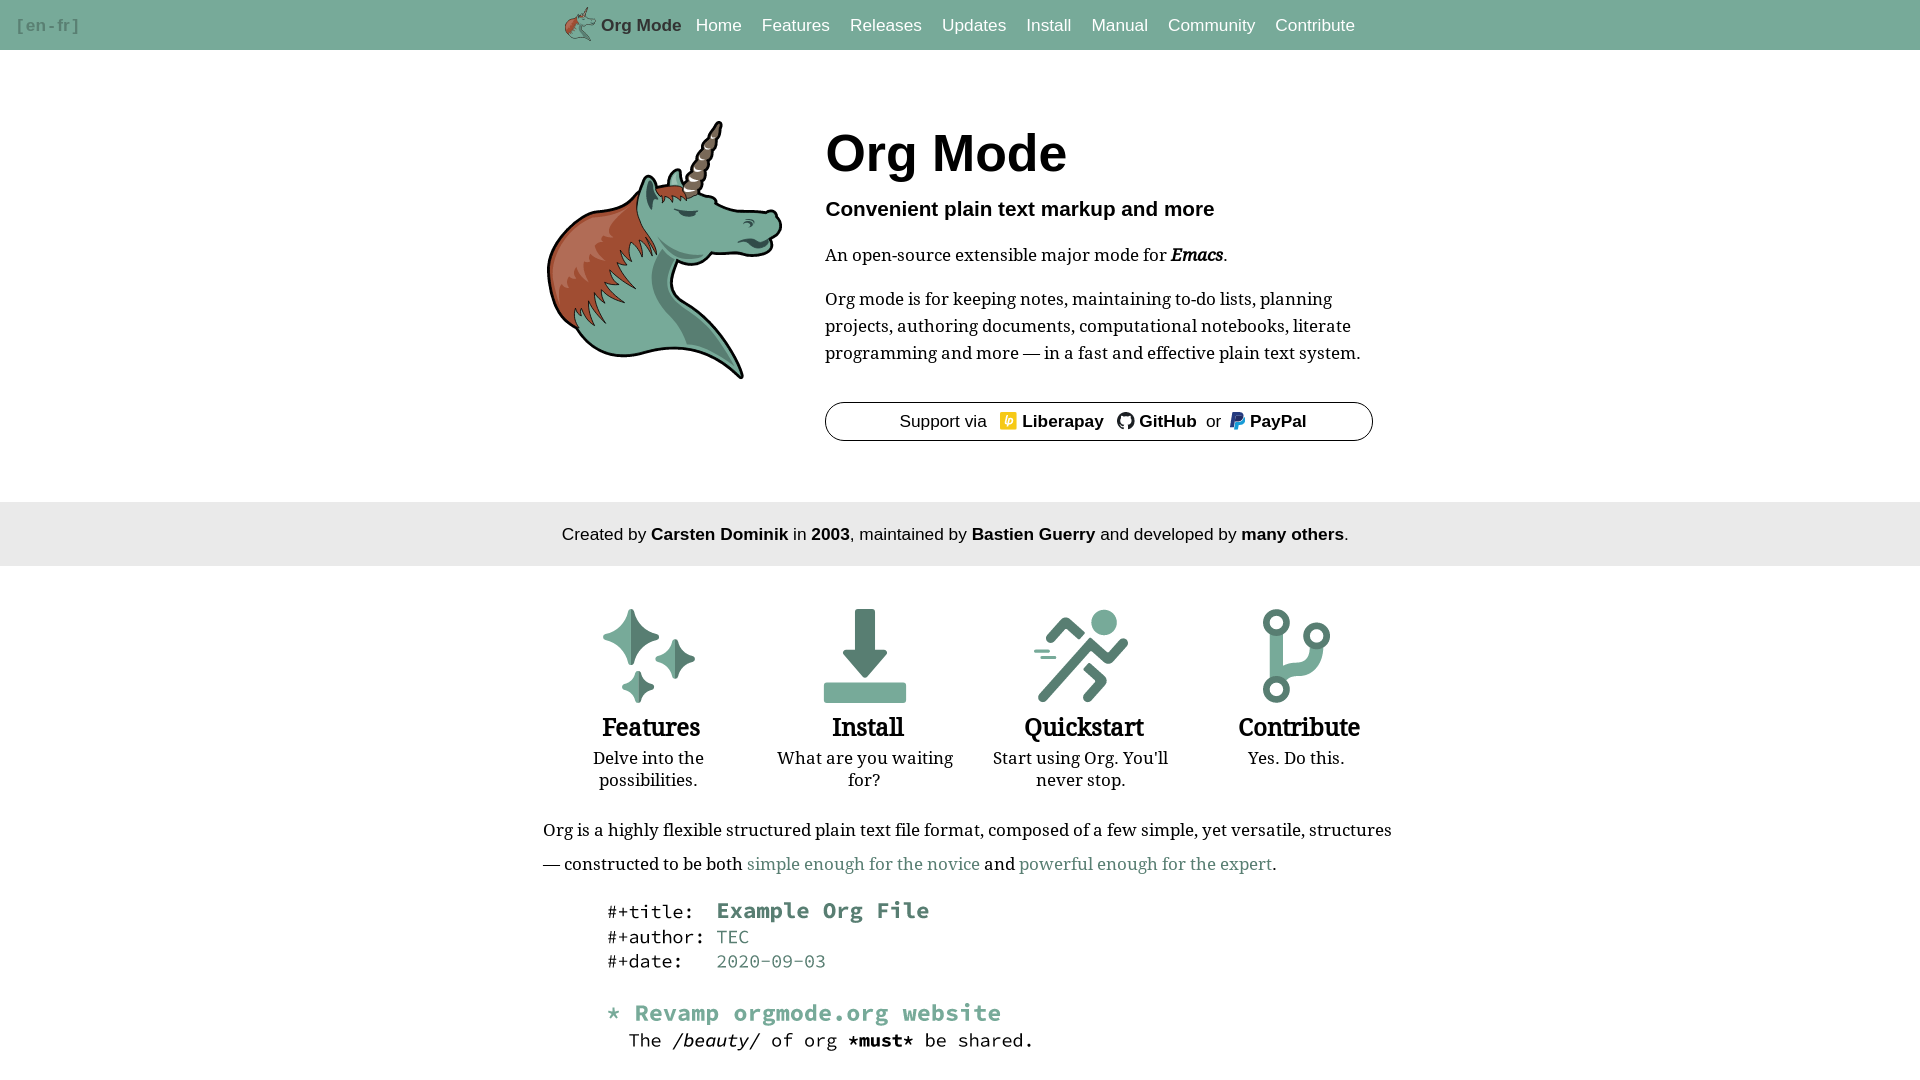 [en-fr]
Org Mode Home Features Releases Updates Install Manual Community Contribute
Org Mode
Convenient plain text markup and more
An open-source extensible major mode for Emacs.
Org mode is for keeping notes, maintaining to-do lists, planning
projects, authoring documents, computational notebooks, literate
programming and more — in a fast and effective plain text system.
Support via Liberapay GitHub or PayPal
Created by Carsten Dominik in 2003, maintained by Bastien Guerry and developed by many others.
Features
Delve into the
possibilities.
Install
What are you waiting
for?
Quickstart
Start using Org. You'll
never stop.
Contribute
Yes. Do this.
Org is a highly flexible structured plain text file format, composed of a few simple, yet versatile, structures
— constructed to be both simple enough for the novice and powerful enough for the expert.
#+title: Example Org File
#+author: TEC
#+date: 2020-09-03
* Revamp orgmode.org website
The /beauty/ of org *must* be shared.